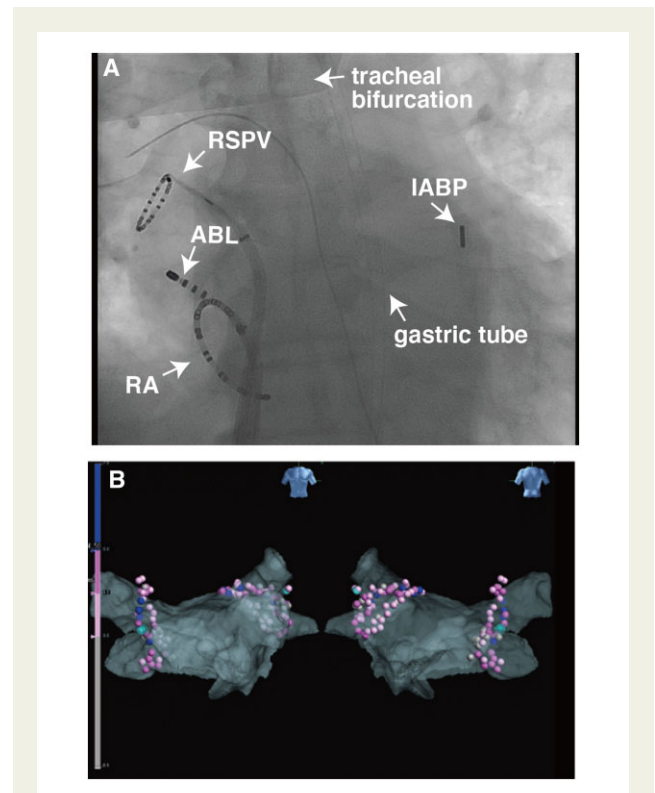 A
tracheal
bifurcation
RSPV
IABP
ABL
gastric tube
RA
B